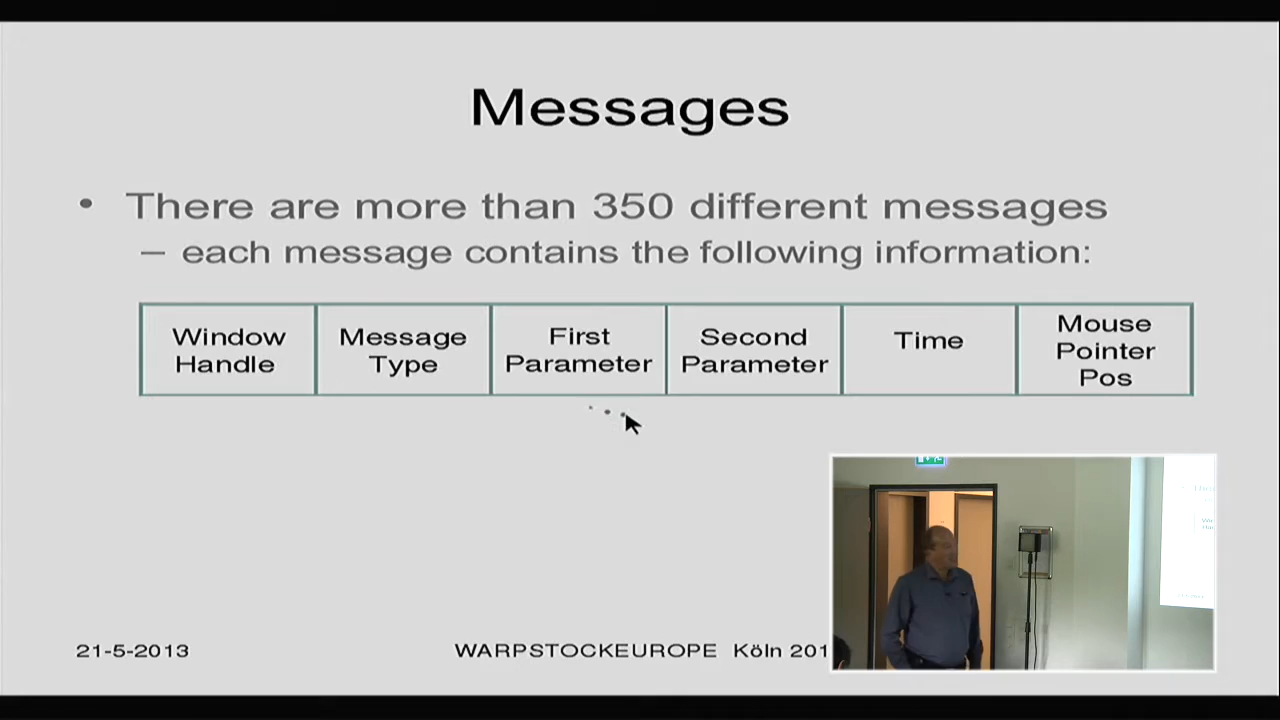 Messages
• There are more than 350 different messages
– each message contains the following information:
Window Handle
Message Type
First Parameter
Second Parameter
Time
Mouse Pointer Pos
21-5-2013
WARPSTOCKEUROPE Köln 201